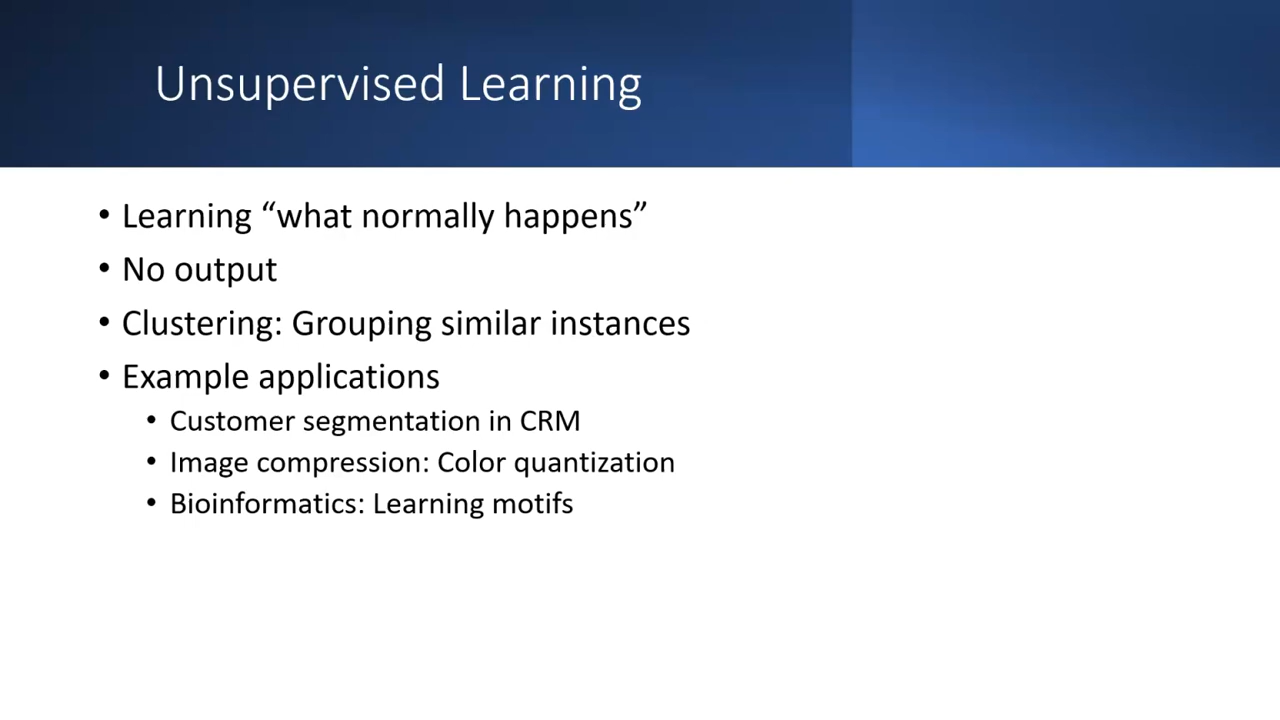 Unsupervised Learning
• Learning “what normally happens”
• No output
• Clustering: Grouping similar instances
• Example applications
• Customer segmentation in CRM
• Image compression: Color quantization
• Bioinformatics: Learning motifs